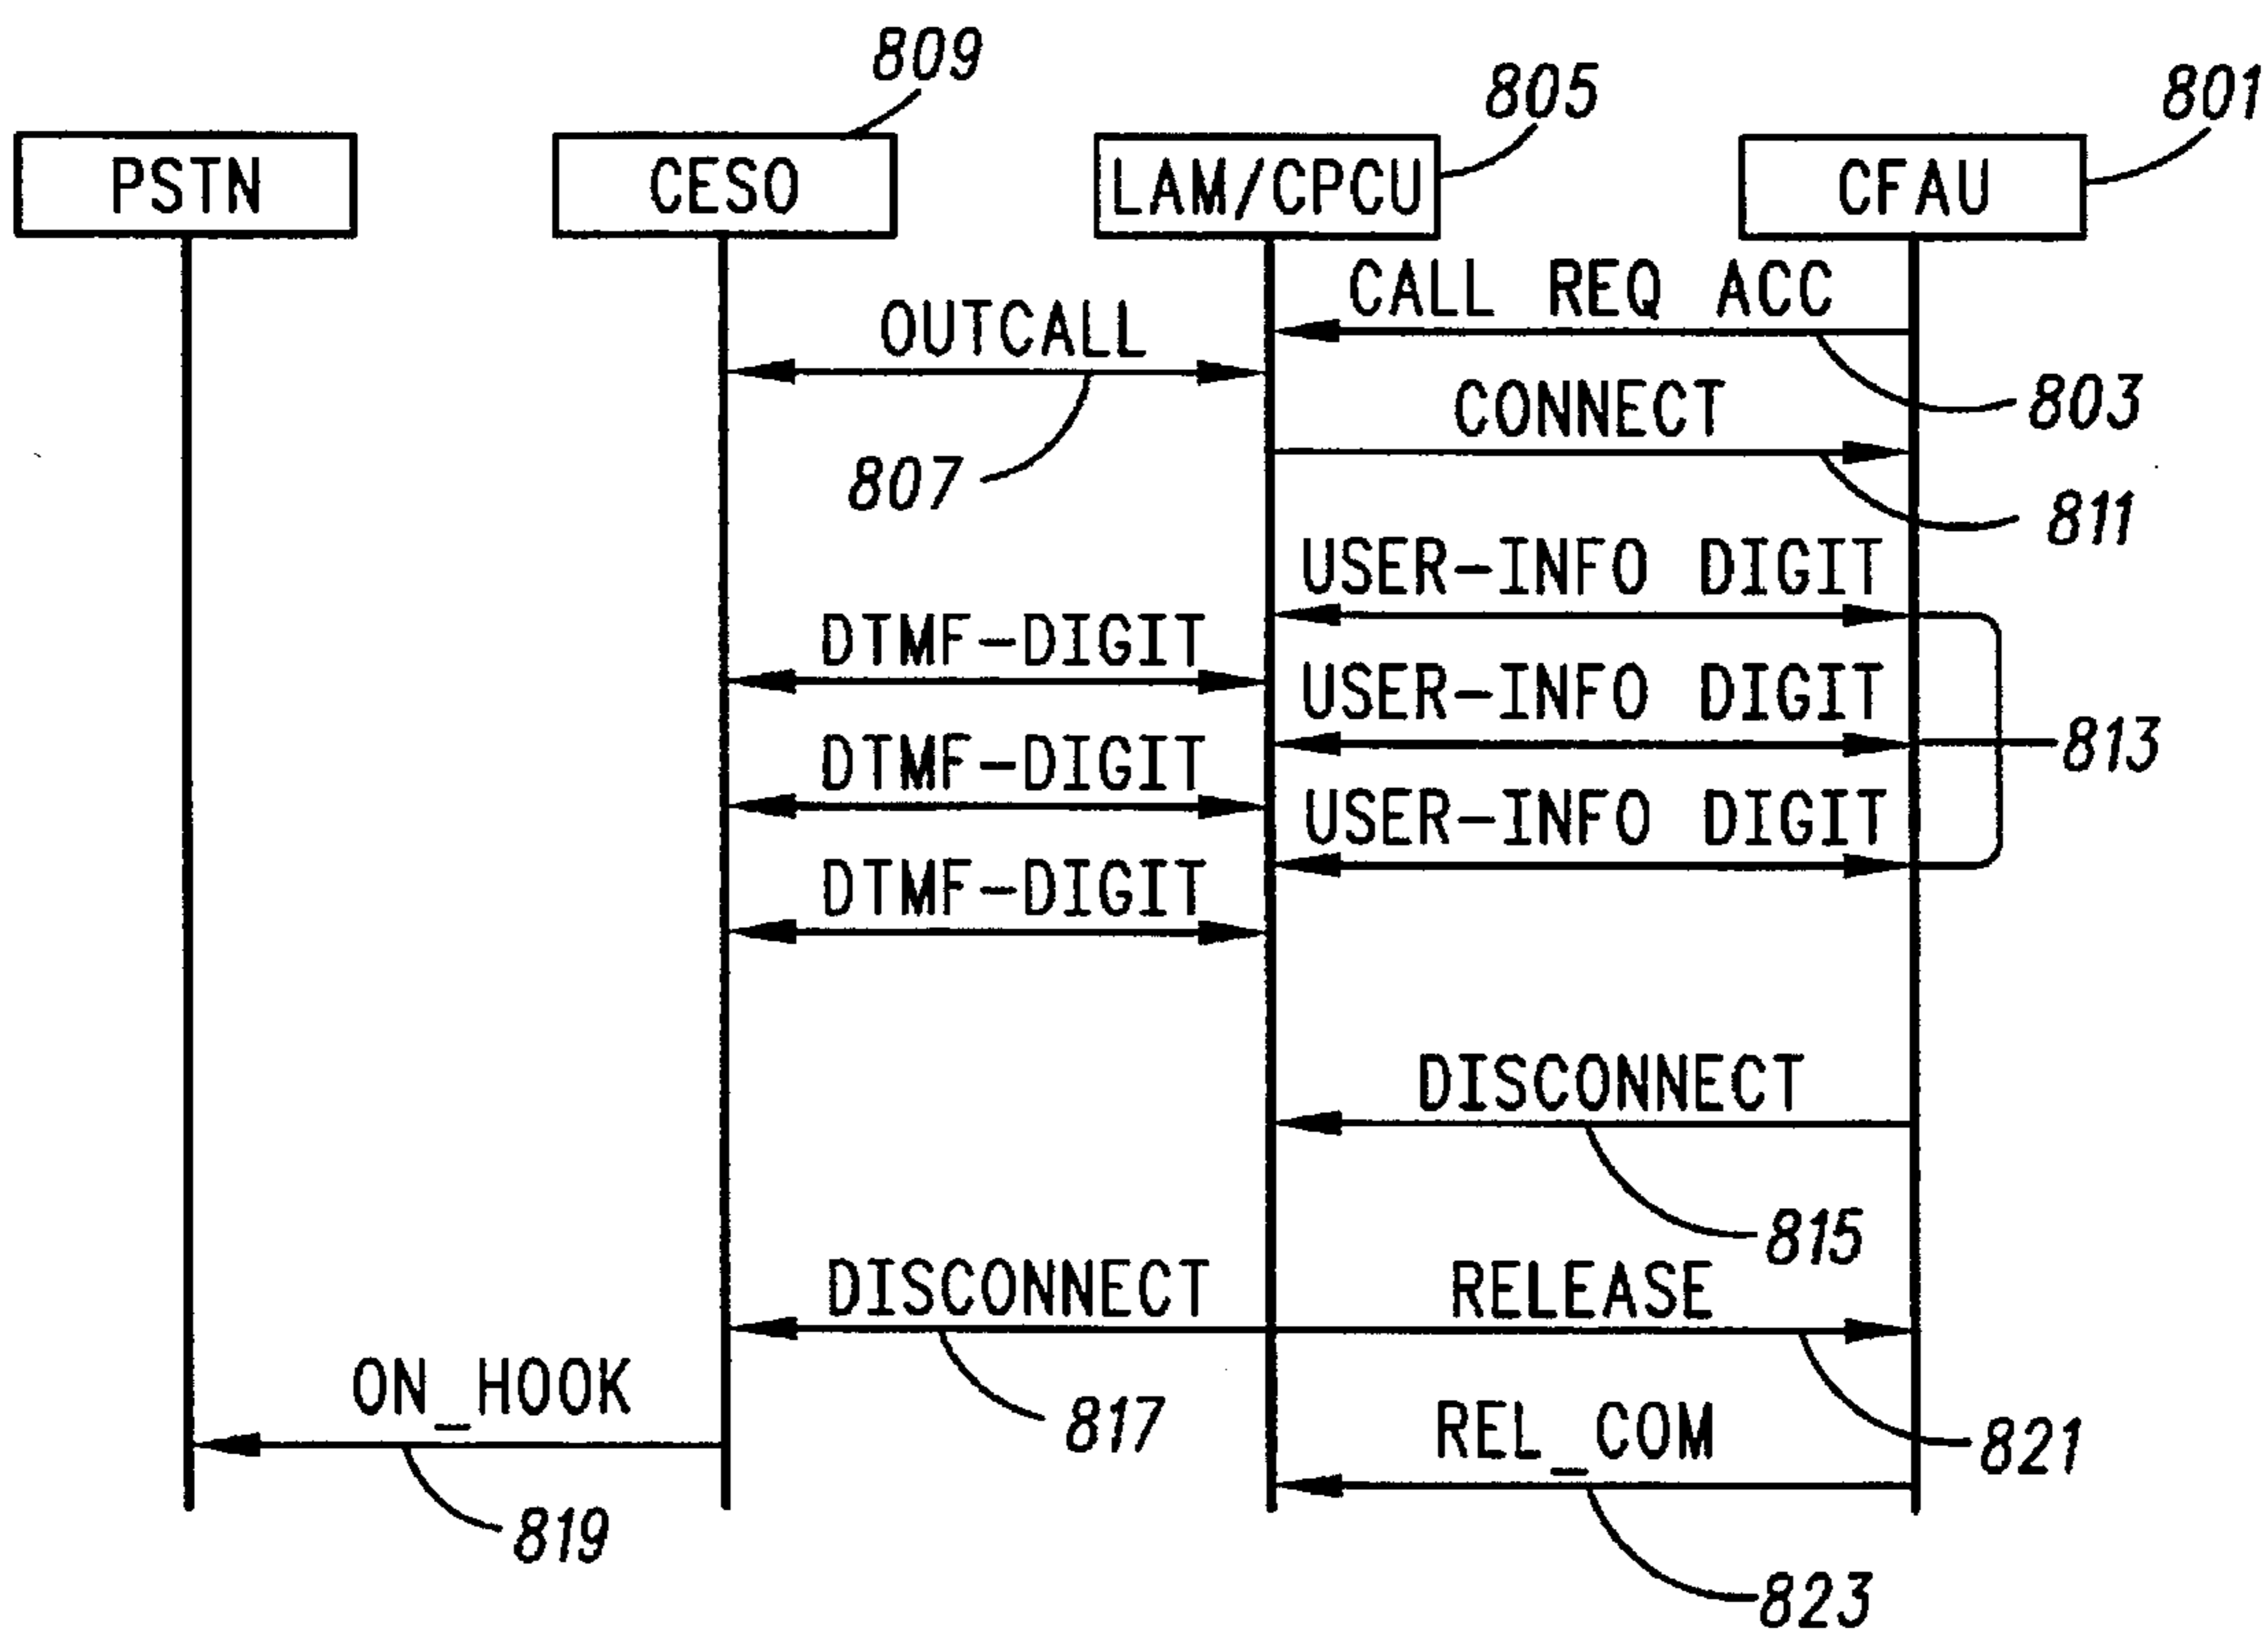 809
805
801
PSTN
CESO
LAM/CPCU
CFAU
CALL REQ ACC
OUTCALL
803
CONNECT
807
811
USER-INFO DIGIT
DTMF-DIGIT
USER-INFO DIGIT
813
DTMF-DIGIT
USER-INFO DIGIT
DTMF-DIGIT
DISCONNECT
815
DISCONNECT
RELEASE
ON_HOOK
817
REL_COM
821
819
823